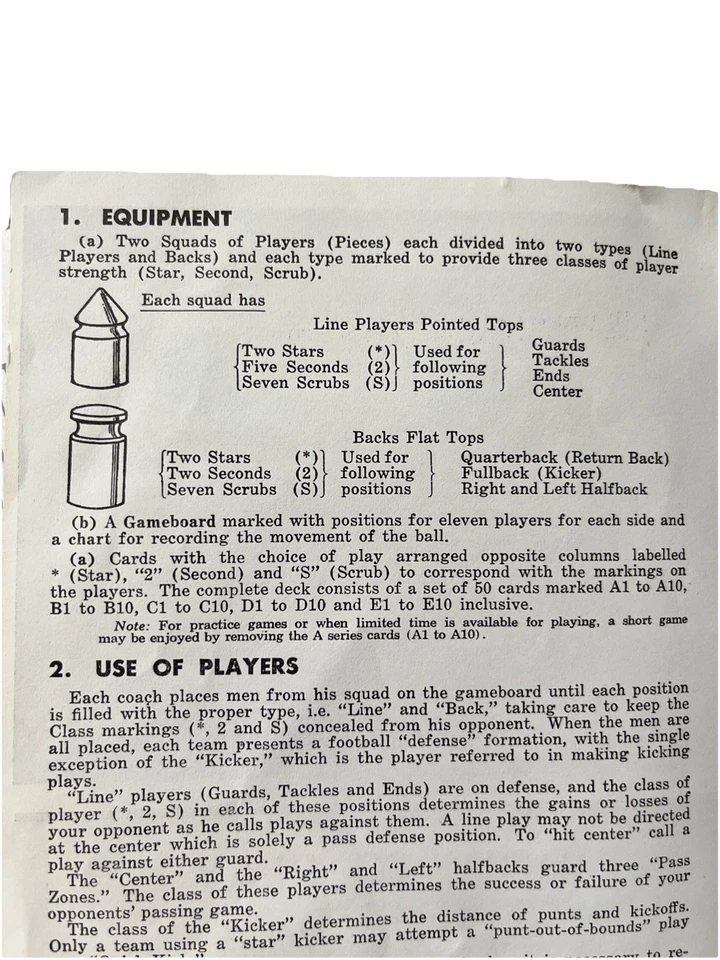 1. EQUIPMENT
(a) Two Squads of Players (Pieces) each divided into two types (Line
Players and Backs) and each type marked to provide three classes of player
strength (Star, Second, Scrub).
Each squad has
Line Players Pointed Tops
Two Stars (*) Used for Guards
Five Seconds (2) following Tackles
Seven Scrubs (S) positions Ends
Center
Backs Flat Tops
Two Stars (*) Used for Quarterback (Return Back)
Two Seconds (2) following Fullback (Kicker)
Seven Scrubs (S) positions Right and Left Halfback
(b) A Gameboard marked with positions for eleven players for each side and
a chart for recording the movement of the ball.
(a) Cards with the choice of play arranged opposite columns labelled
* (Star), "2" (Second) and "S" (Scrub) to correspond with the markings on
the players. The complete deck consists of a set of 50 cards marked A1 to A10,
B1 to B10, C1 to C10, D1 to D10 and E1 to E10 inclusive.
Note: For practice games or when limited time is available for playing, a short game
may be enjoyed by removing the A series cards (A1 to A10).
2. USE OF PLAYERS
Each coach places men from his squad on the gameboard until each position
is filled with the proper type, i.e. "Line" and "Back," taking care to keep the
Class markings (*, 2 and S) concealed from his opponent. When the men are
all placed, each team presents a football "defense" formation, with the single
exception of the "Kicker," which is the player referred to in making kicking
plays.
"Line" players (Guards, Tackles and Ends) are on defense, and the class of
player (*, 2, S) in each of these positions determines the gains or losses of
your opponent as he calls plays against them. A line play may not be directed
at the center which is solely a pass defense position. To "hit center" call a
play against either guard.
The "Center" and the "Right" and "Left" halfbacks guard three "Pass
Zones." The class of these players determines the success or failure of your
opponents' passing game.
The class of the "Kicker" determines the distance of punts and kickoffs.
Only a team using a "star" kicker may attempt a "punt-out-of-bounds" play